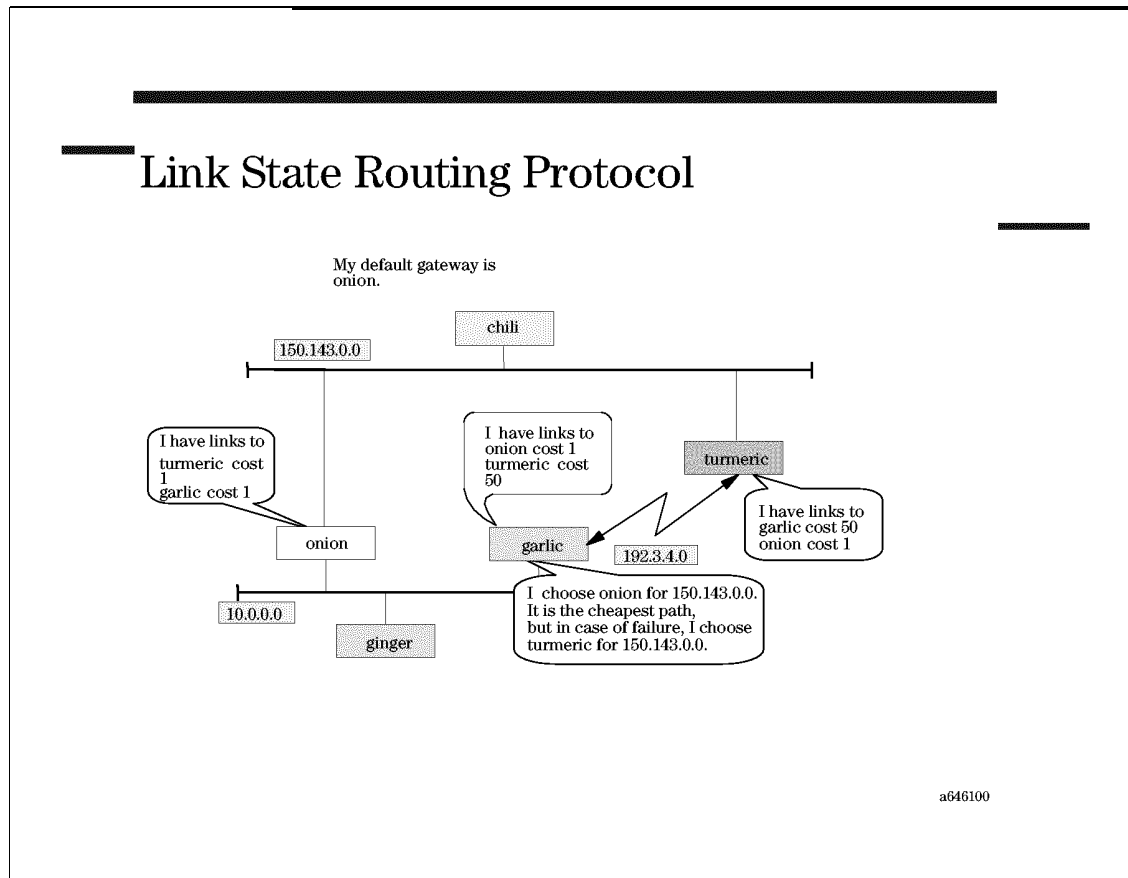 Link State Routing Protocol
My default gateway is
onion.
chili
150.143.0.0
I have links to
turmeric cost
1
garlic cost 1
I have links to
onion cost 1
turmeric cost
50
turmeric
I have links to
garlic cost 50
onion cost 1
onion
garlic
192.3.4.0
10.0.0.0
ginger
I choose onion for 150.143.0.0.
It is the cheapest path,
but in case of failure, I choose
turmeric for 150.143.0.0.
a646100